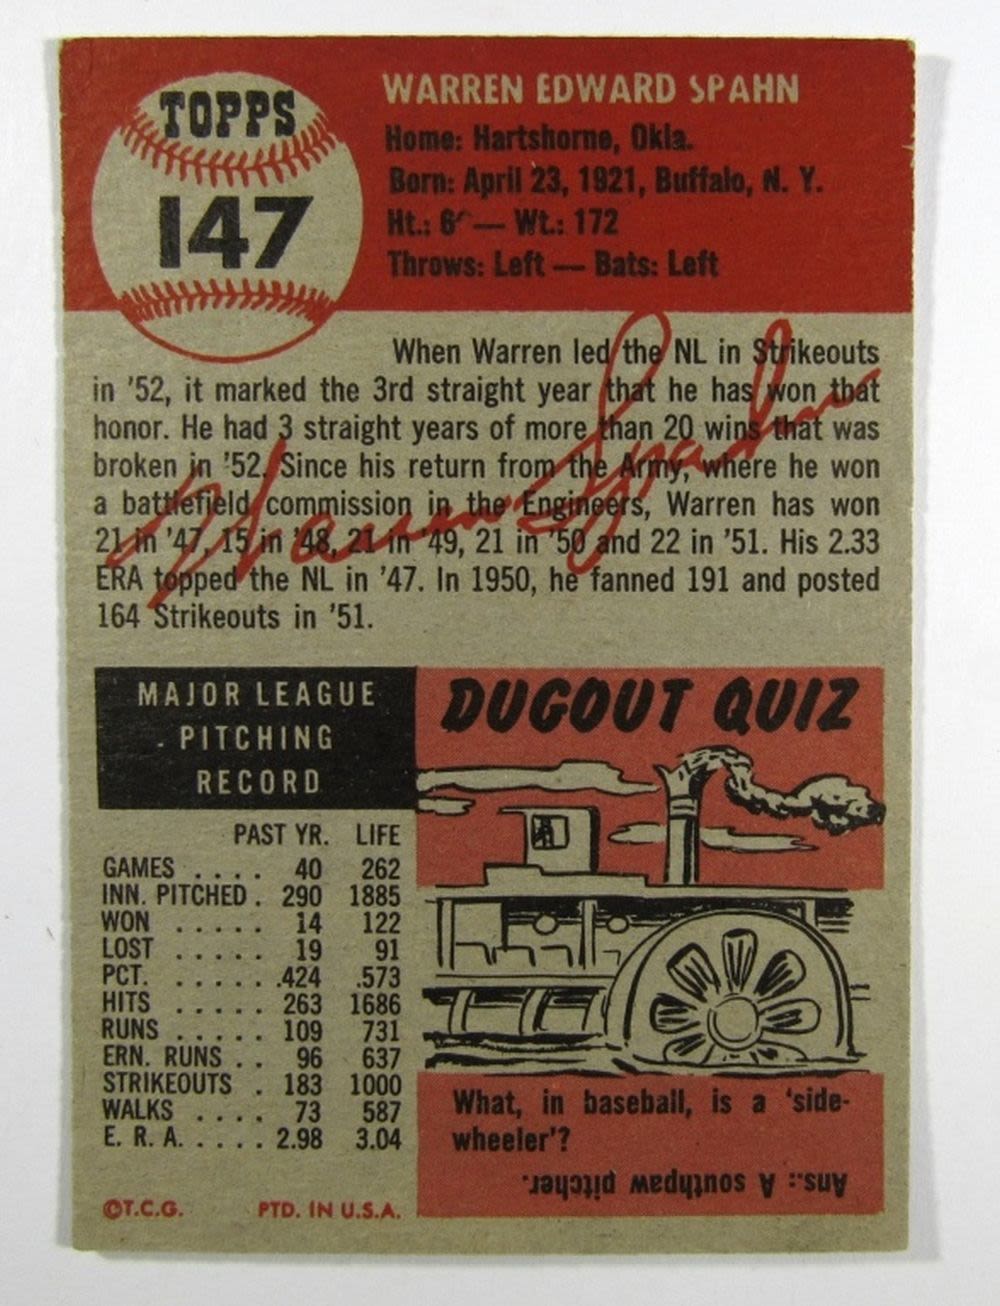 TOPPS
147
WARREN EDWARD SPAHN
Home: Hartshorne, Okla.
Born: April 23, 1921, Buffalo, N. Y.
Ht.: 6' — Wt.: 172
Throws: Left — Bats: Left
When Warren led the NL in Strikeouts
in '52, it marked the 3rd straight year that he has won that
honor. He had 3 straight years of more than 20 wins that was
broken in '52. Since his return from the Army, where he won
a battlefield commission in the Engineers, Warren has won
21 in '47, 15 in '48, 21 in '49, 21 in '50 and 22 in '51. His 2.33
ERA topped the NL in '47. In 1950, he fanned 191 and posted
164 Strikeouts in '51.
Warren Spahn
MAJOR LEAGUE
PITCHING
RECORD
PAST YR. LIFE
GAMES .... 40 262
INN. PITCHED . 290 1885
WON ..... 14 122
LOST ..... 19 91
PCT. ...... .424 .573
HITS ..... 263 1686
RUNS ..... 109 731
ERN. RUNS .. 96 637
STRIKEOUTS . 183 1000
WALKS .... 73 587
E. R. A. .... 2.98 3.04
©T.C.G. PTD. IN U.S.A.
DUGOUT QUIZ
What, in baseball, is a 'side-
wheeler'?
Ans.: A southpaw pitcher.